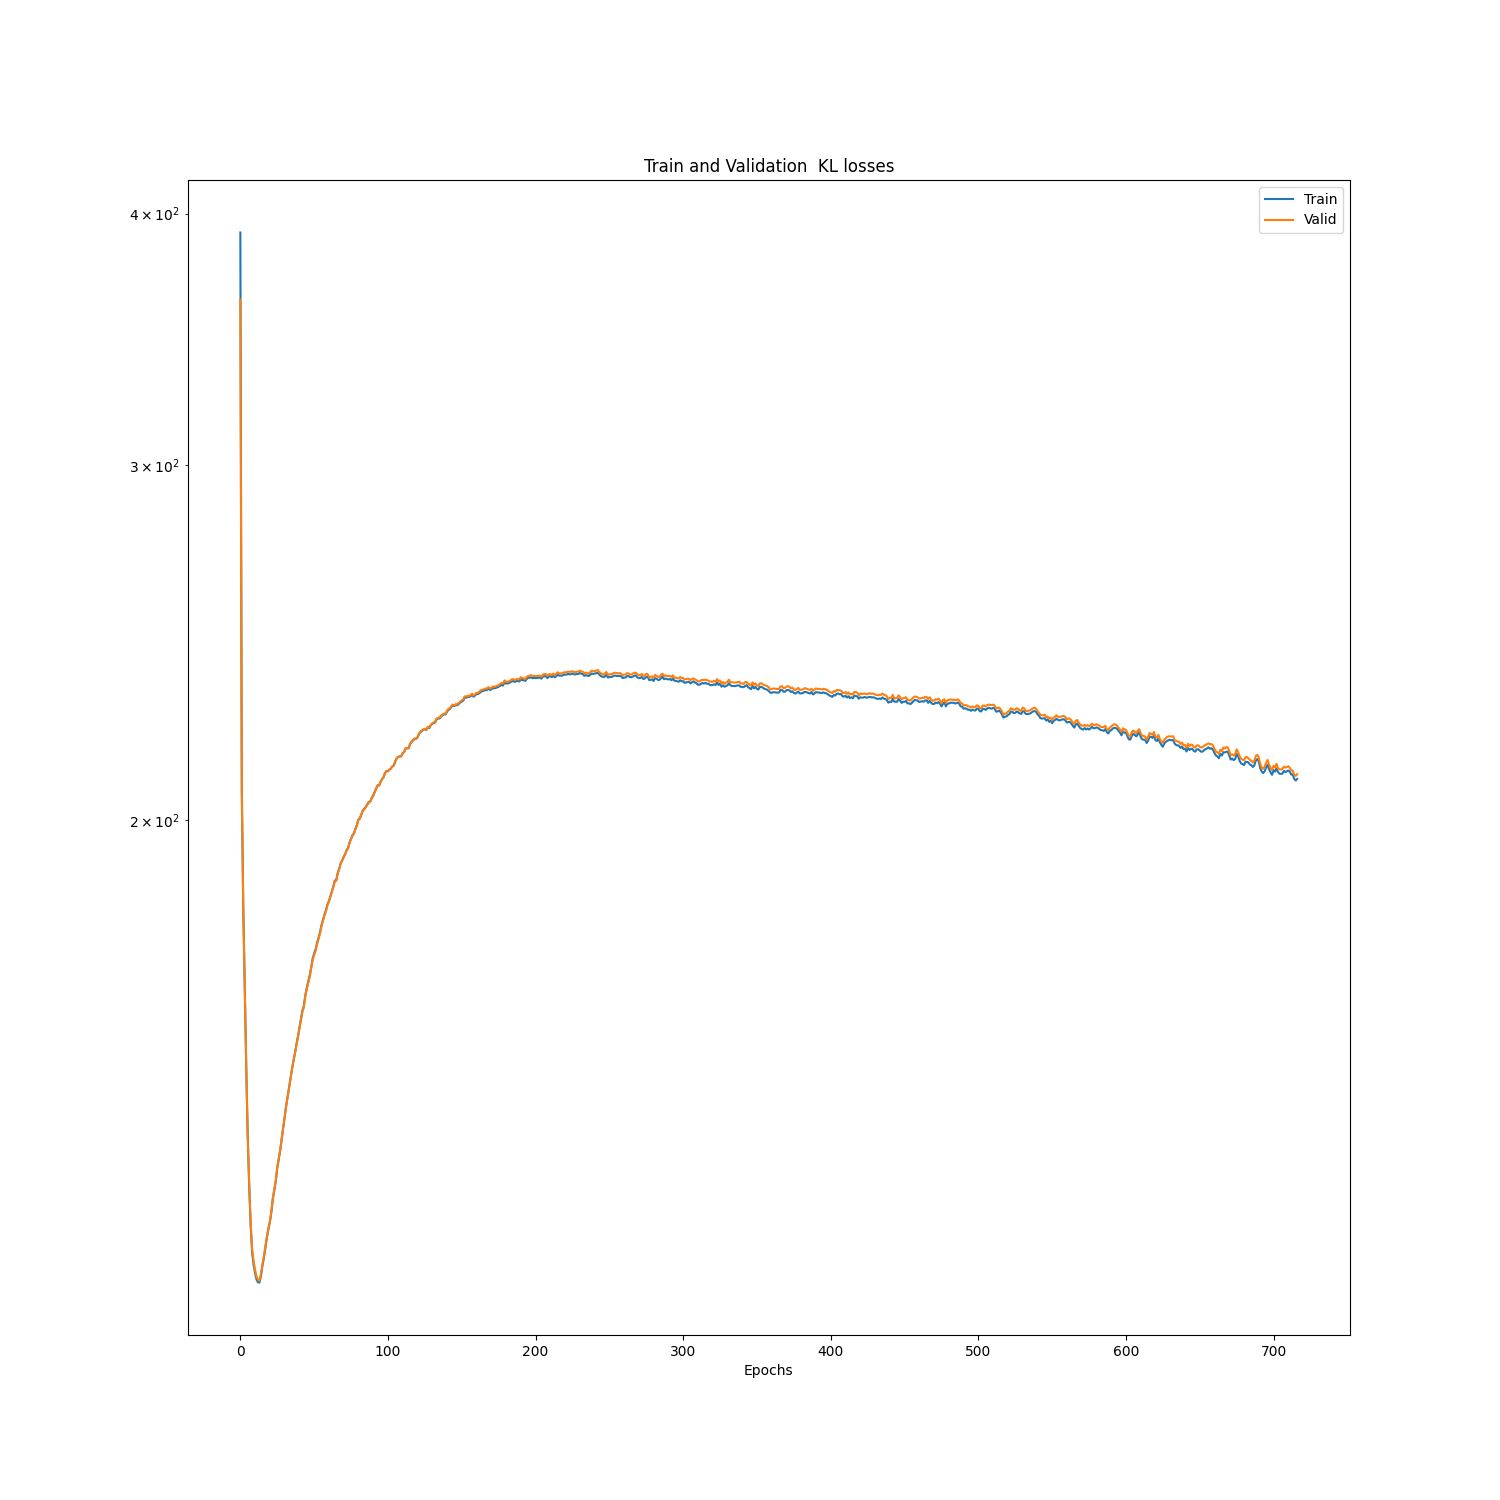 Train and Validation  KL losses
Train
Valid
4 × 10²
3 × 10²
2 × 10²
0 100 200 300 400 500 600 700
Epochs